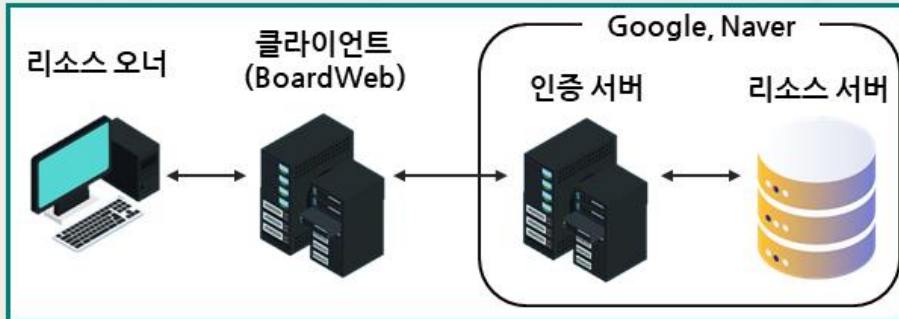 Google, Naver
리소스 오너
클라이언트
(BoardWeb)
인증 서버
리소스 서버